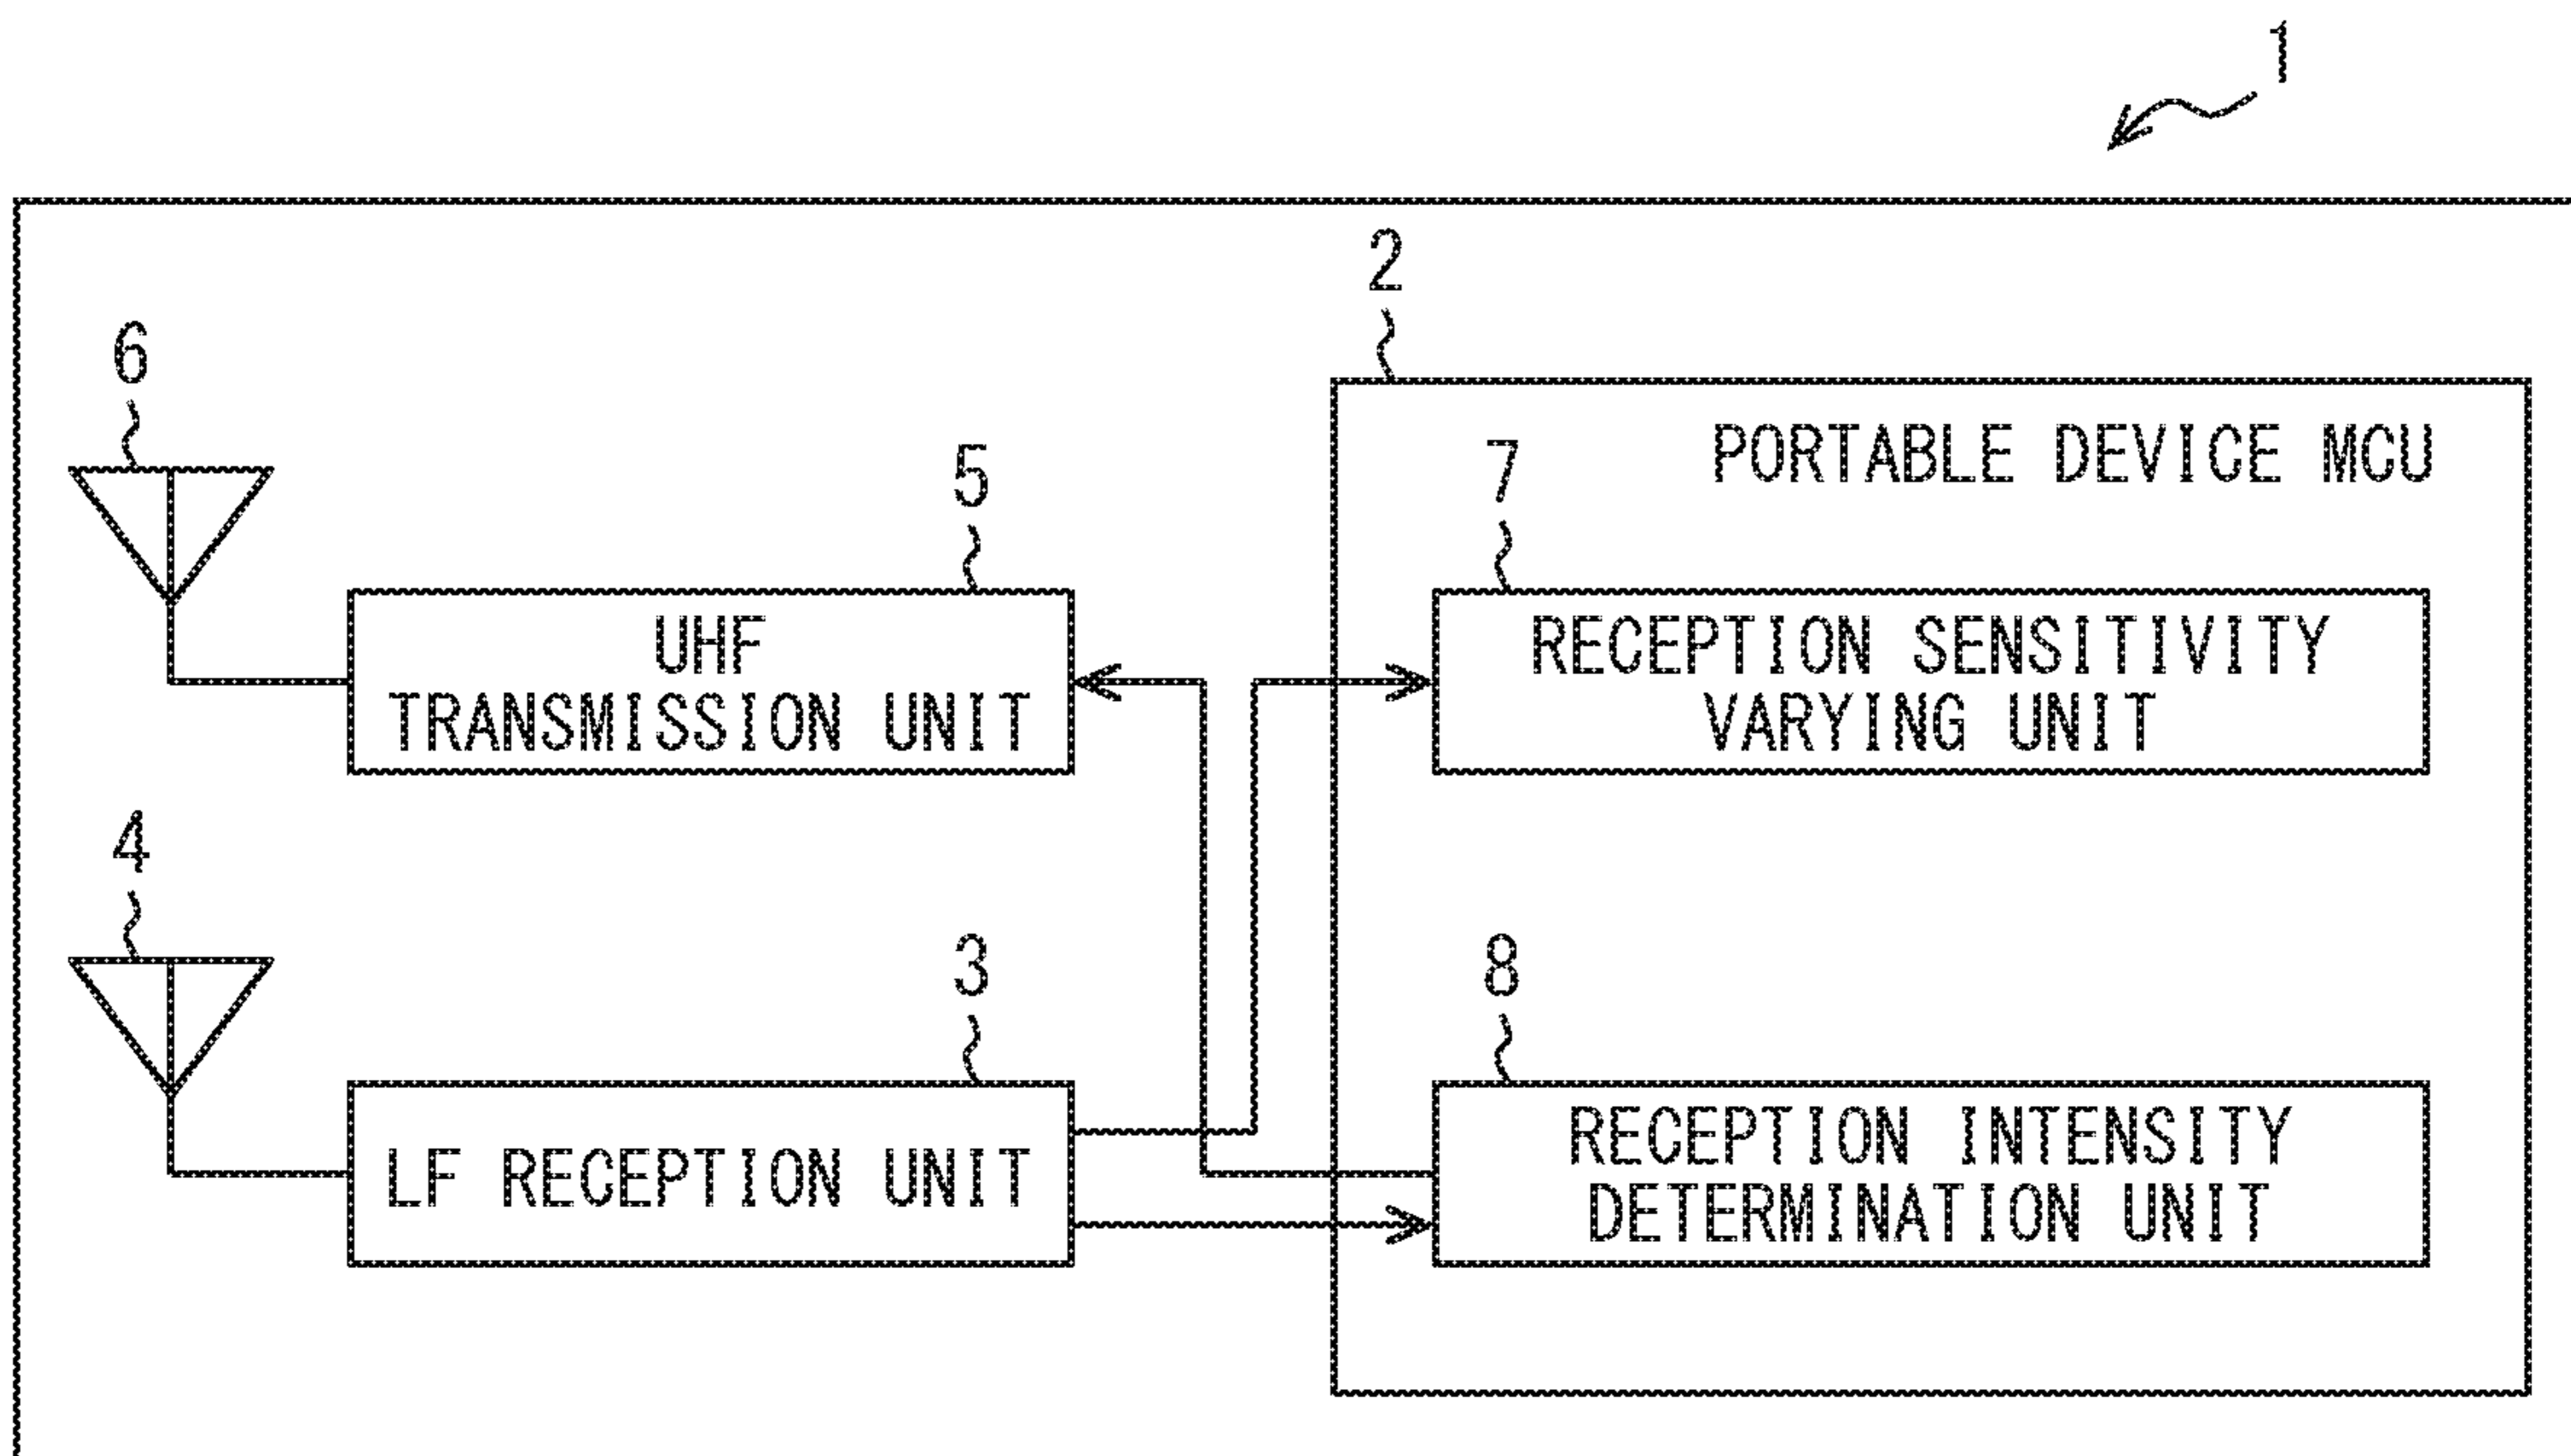 1
2
6
PORTABLE DEVICE MCU
5
7
UHF
TRANSMISSION UNIT
RECEPTION SENSITIVITY
VARYING UNIT
4
3
8
LF RECEPTION UNIT
RECEPTION INTENSITY
DETERMINATION UNIT